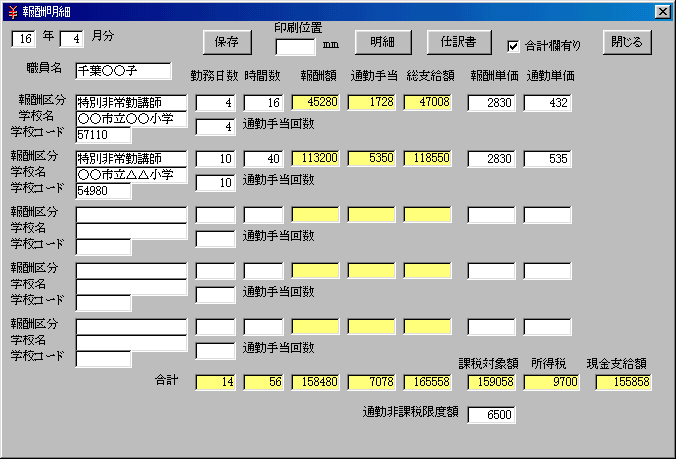 報酬明細
16 年 4 月分 保存 印刷位置 mm 明細 仕訳書 合計欄有り 閉じる
職員名 千葉〇〇子
勤務日数 時間数 報酬額 通勤手当 総支給額 報酬単価 通勤単価
報酬区分 特別非常勤講師 4 16 45280 1728 47008 2830 432
学校名 〇〇市立〇〇小学
学校コード 57110 4 通勤手当回数
報酬区分 特別非常勤講師 10 40 113200 5350 118550 2830 535
学校名 〇〇市立△△小学
学校コード 54980 10 通勤手当回数
報酬区分
学校名
学校コード 通勤手当回数
報酬区分
学校名
学校コード 通勤手当回数
報酬区分
学校名
学校コード 通勤手当回数
課税対象額 所得税 現金支給額
合計 14 56 158480 7078 165558 159058 9700 155858
通勤非課税限度額 6500